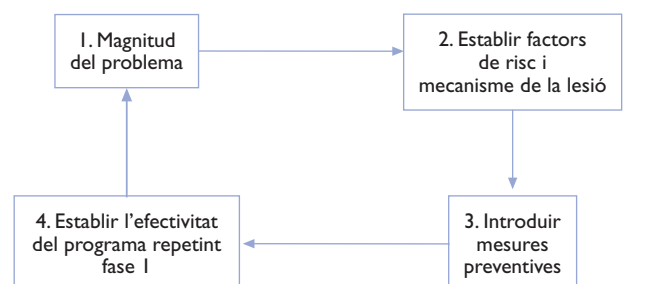 1. Magnitud
del problema
2. Establir factors
de risc i
mecanisme de la lesió
4. Establir l’efectivitat
del programa repetint
fase 1
3. Introduir
mesures
preventives